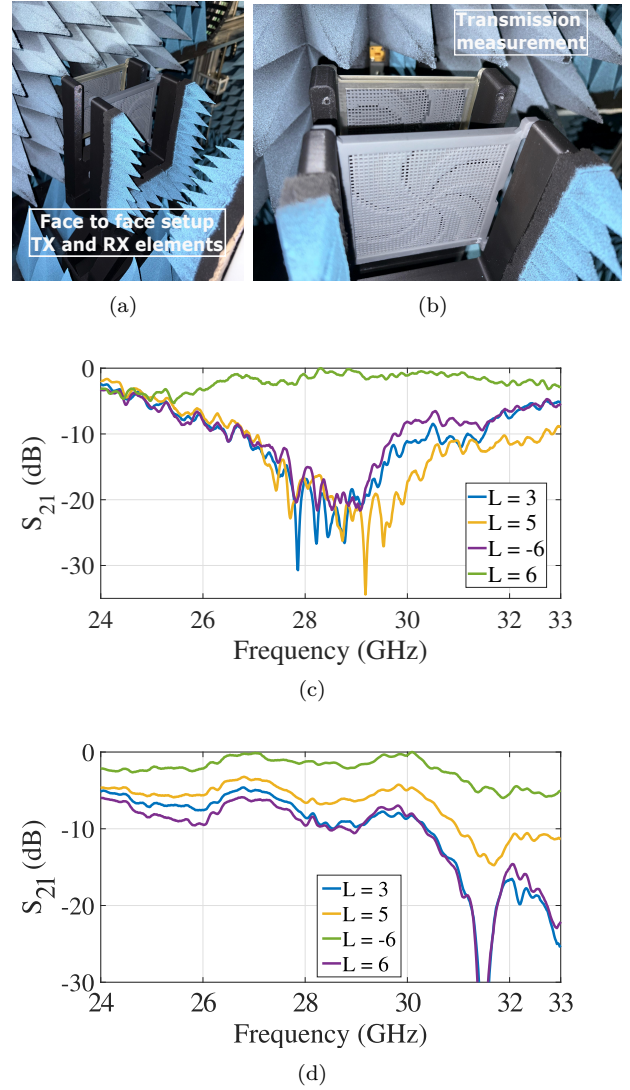 Face to face setup
TX and RX elements
Transmission
measurement
(a)
(b)
0
-10
-20
-30
S21 (dB)
L = 3
L = 5
L = -6
L = 6
24
26
28
30
32
33
Frequency (GHz)
(c)
0
-10
-20
-30
S21 (dB)
L = 3
L = 5
L = -6
L = 6
24
26
28
30
32
33
Frequency (GHz)
(d)